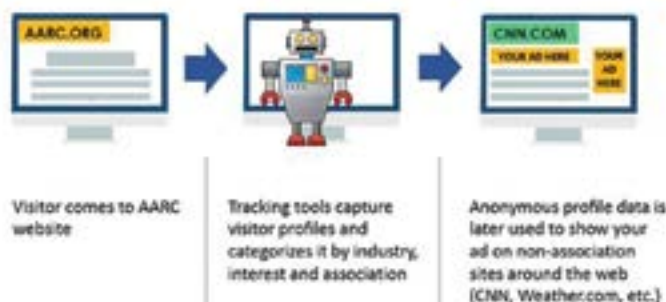 AARC.ORG
CNN.COM
YOUR AD HERE
YOUR
AD
HERE
Visitor comes to AARC
website
Tracking tools capture
visitor profiles and
categorizes it by industry,
interest and association
Anonymous profile data is
later used to show your
ad on non-association
sites around the web
(CNN, Weather.com, etc.)